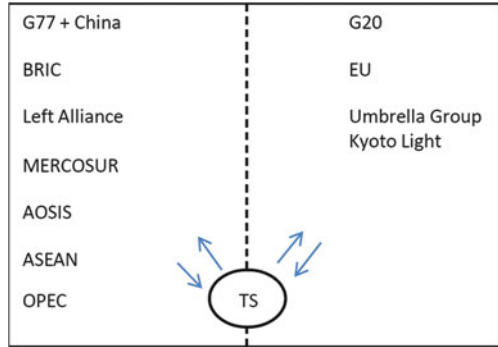 G77 + China
BRIC
Left Alliance
MERCOSUR
AOSIS
ASEAN
OPEC
G20
EU
Umbrella Group
Kyoto Light
TS